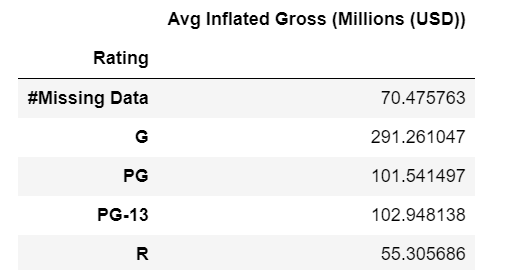 Avg Inflated Gross (Millions (USD))
Rating
#Missing Data 70.475763
G 291.261047
PG 101.541497
PG-13 102.948138
R 55.305686